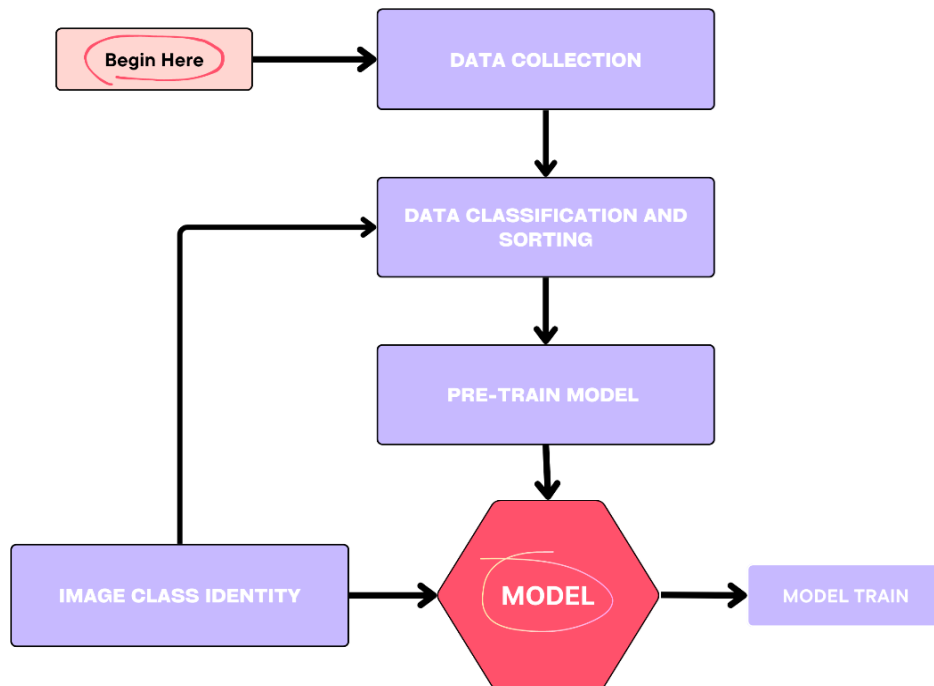 Begin Here
DATA COLLECTION
DATA CLASSIFICATION AND
SORTING
PRE-TRAIN MODEL
IMAGE CLASS IDENTITY
MODEL
MODEL TRAIN